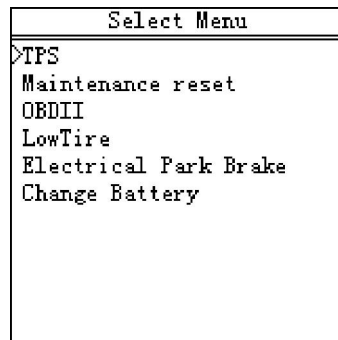 Select Menu
>TPS
Maintenance reset
OBDII
LowTire
Electrical Park Brake
Change Battery